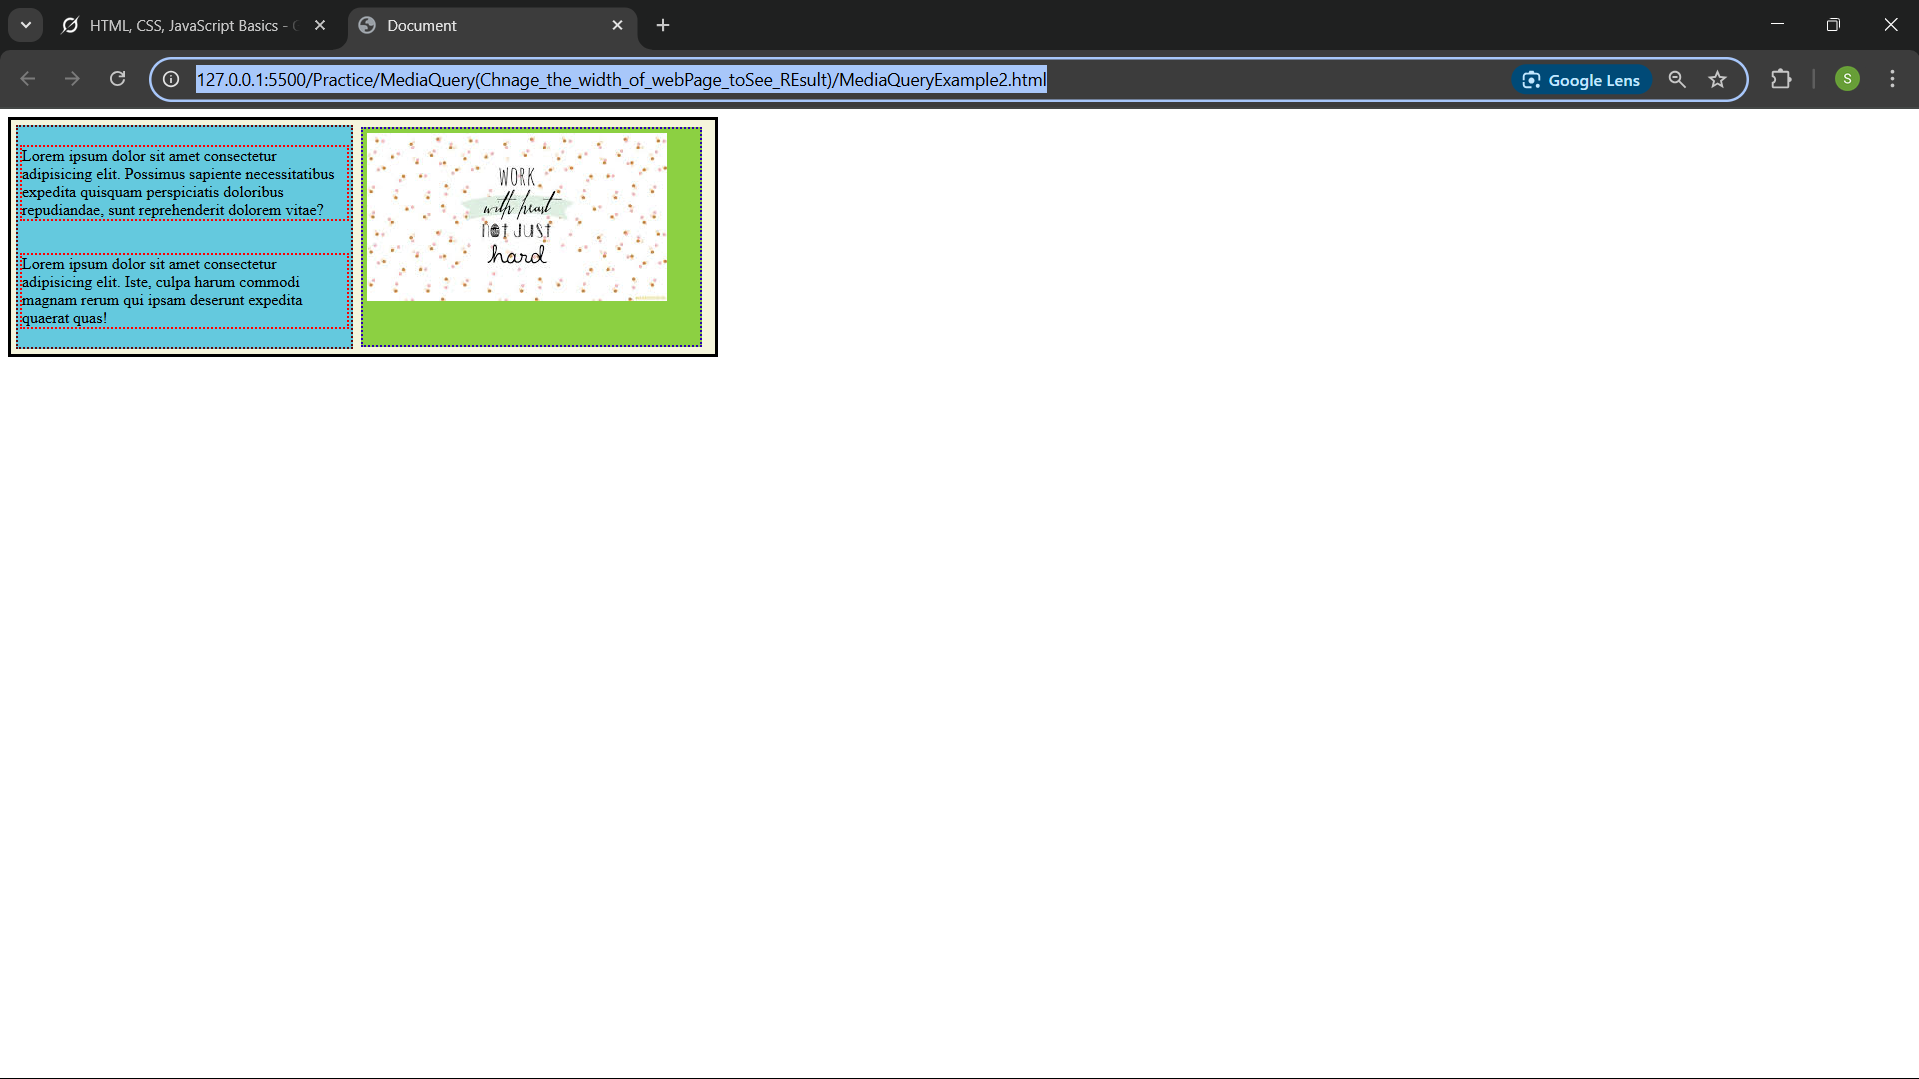 HTML, CSS, JavaScript Basics -
Document
127.0.0.1:5500/Practice/MediaQuery(Chnage_the_width_of_webPage_toSee_REsult)/MediaQueryExample2.html
Google Lens
S
Lorem ipsum dolor sit amet consectetur
adipisicing elit. Possimus sapiente necessitatibus
expedita quisquam perspiciatis doloribus
repudiandae, sunt reprehenderit dolorem vitae?
Lorem ipsum dolor sit amet consectetur
adipisicing elit. Iste, culpa harum commodi
magnam rerum qui ipsam deserunt expedita
quaerat quas!
WORK
with heart
not just
hard